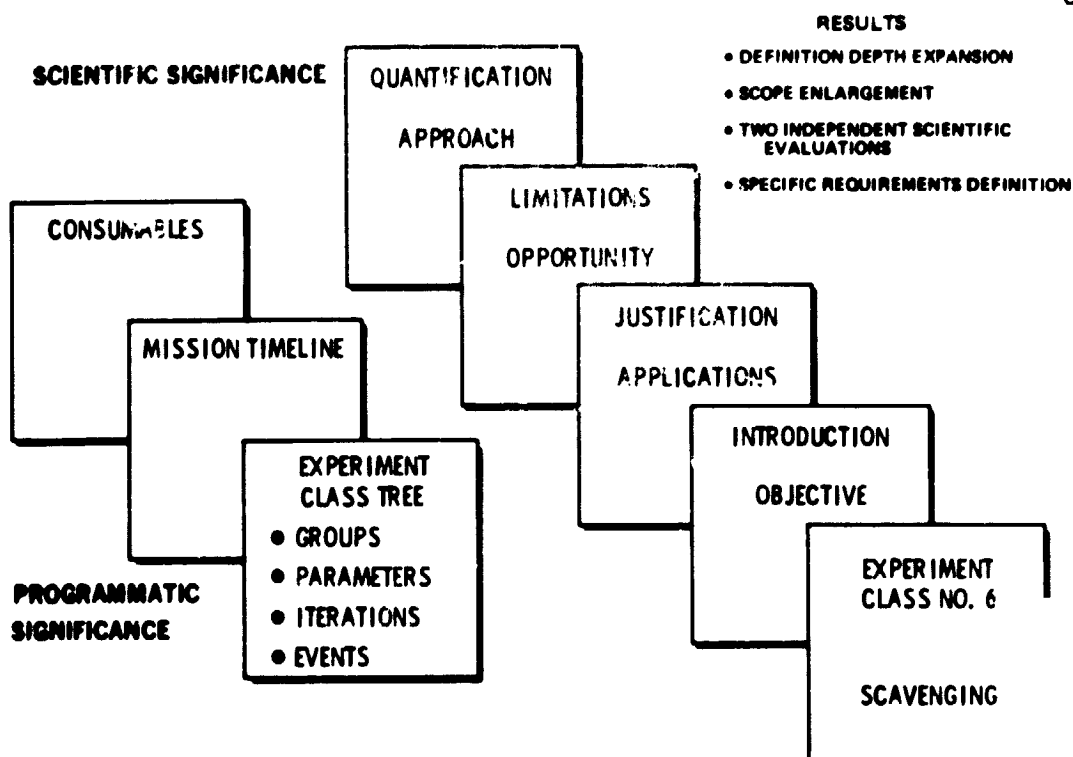 RESULTS
• DEFINITION DEPTH EXPANSION
• SCOPE ENLARGEMENT
• TWO INDEPENDENT SCIENTIFIC
EVALUATIONS
• SPECIFIC REQUIREMENTS DEFINITION
SCIENTIFIC SIGNIFICANCE
QUANTIFICATION
APPROACH
LIMITATIONS
OPPORTUNITY
JUSTIFICATION
APPLICATIONS
INTRODUCTION
OBJECTIVE
EXPERIMENT
CLASS NO. 6
SCAVENGING
CONSUMABLES
MISSION TIMELINE
EXPERIMENT
CLASS TREE
• GROUPS
• PARAMETERS
• ITERATIONS
• EVENTS
PROGRAMMATIC
SIGNIFICANCE